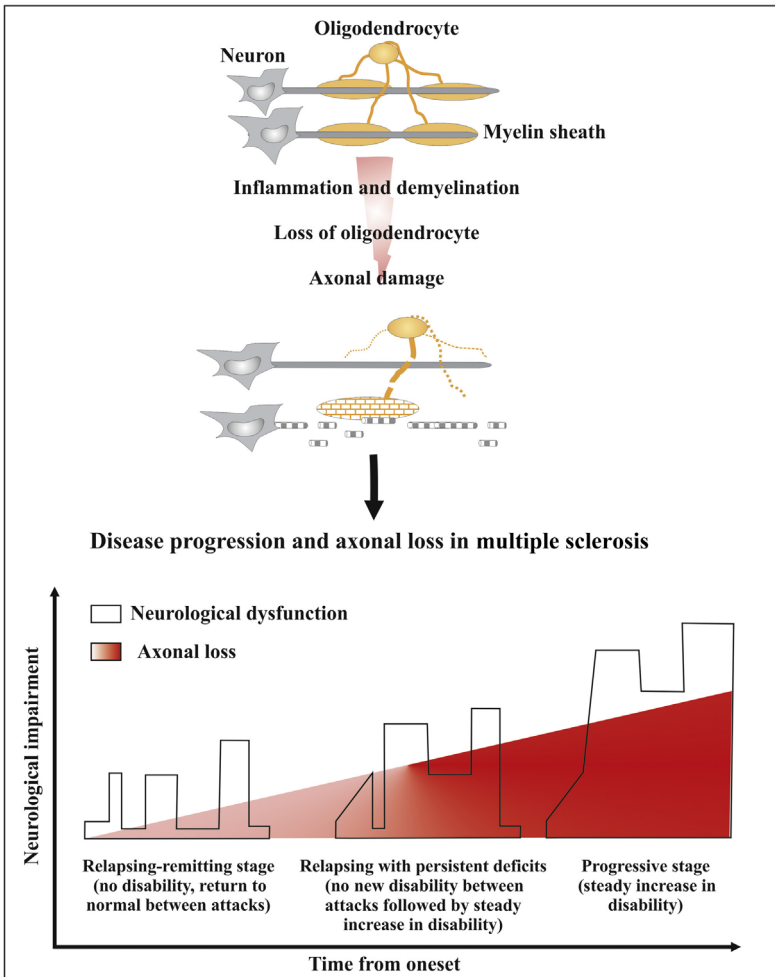 Oligodendrocyte
Neuron
Myelin sheath
Inflammation and demyelination
Loss of oligodendrocyte
Axonal damage
Disease progression and axonal loss in multiple sclerosis
Neurological dysfunction
Axonal loss
Neurological impairment
Relapsing-remitting stage
(no disability, return to
normal between attacks)
Relapsing with persistent deficits
(no new disability between
attacks followed by steady
increase in disability)
Progressive stage
(steady increase in
disability)
Time from oneset